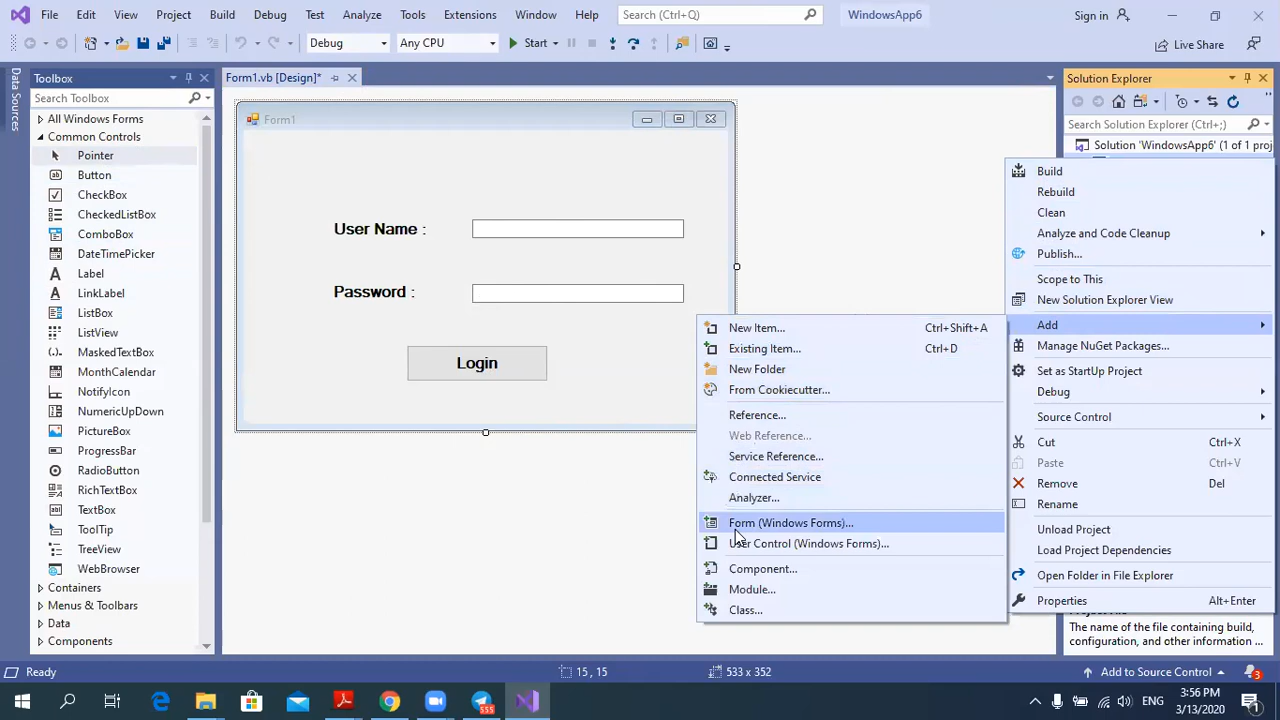 File Edit View Project Build Debug Test Analyze Tools Extensions Window Help Search (Ctrl+Q) WindowsApp6 Sign in
Debug Any CPU Start Live Share
Data Sources
Toolbox
Search Toolbox
All Windows Forms
Common Controls
Pointer
Button
CheckBox
CheckedListBox
ComboBox
DateTimePicker
Label
LinkLabel
ListBox
ListView
MaskedTextBox
MonthCalendar
NotifyIcon
NumericUpDown
PictureBox
ProgressBar
RadioButton
RichTextBox
TextBox
ToolTip
TreeView
WebBrowser
Containers
Menus & Toolbars
Data
Components
Form1.vb [Design]*
Form1
User Name :
Password :
Login
New Item... Ctrl+Shift+A
Existing Item... Ctrl+D
New Folder
From Cookiecutter...
Reference...
Web Reference...
Service Reference...
Connected Service
Analyzer...
Form (Windows Forms)...
User Control (Windows Forms)...
Component...
Module...
Class...
Solution Explorer
Search Solution Explorer (Ctrl+;)
Solution 'WindowsApp6' (1 of 1 proj
Build
Rebuild
Clean
Analyze and Code Cleanup
Publish...
Scope to This
New Solution Explorer View
Add
Manage NuGet Packages...
Set as StartUp Project
Debug
Source Control
Cut Ctrl+X
Paste Ctrl+V
Remove Del
Rename
Unload Project
Load Project Dependencies
Open Folder in File Explorer
Properties Alt+Enter
The name of the file containing build,
configuration, and other information
Ready 15 , 15 533 x 352 Add to Source Control 3
555
ENG
3:56 PM
3/13/2020
1